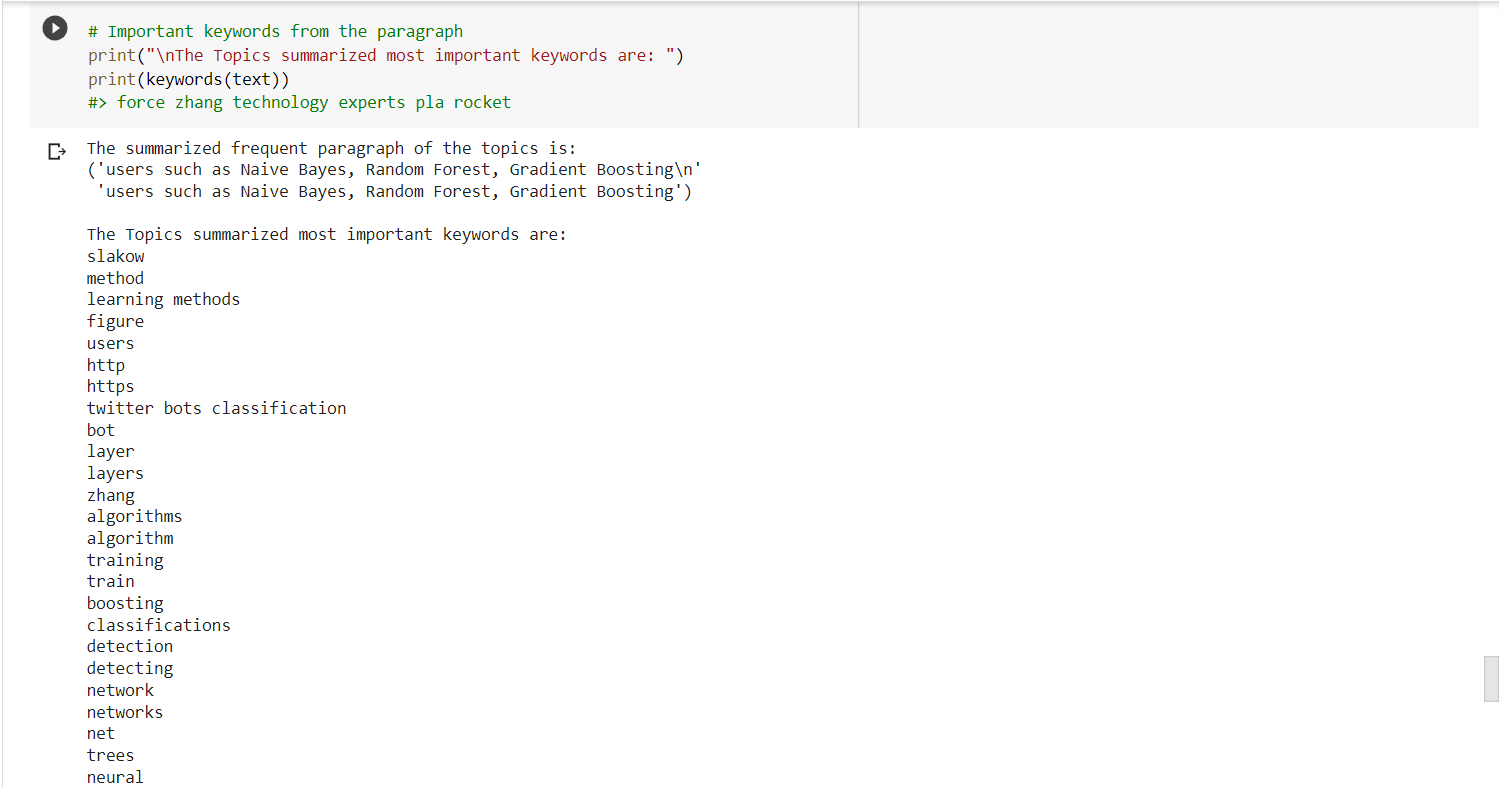 # Important keywords from the paragraph
print("\nThe Topics summarized most important keywords are: ")
print(keywords(text))
#> force zhang technology experts pla rocket
The summarized frequent paragraph of the topics is:
('users such as Naive Bayes, Random Forest, Gradient Boosting\n'
 'users such as Naive Bayes, Random Forest, Gradient Boosting')
The Topics summarized most important keywords are:
slakow
method
learning methods
figure
users
http
https
twitter bots classification
bot
layer
layers
zhang
algorithms
algorithm
training
train
boosting
classifications
detection
detecting
network
networks
net
trees
neural